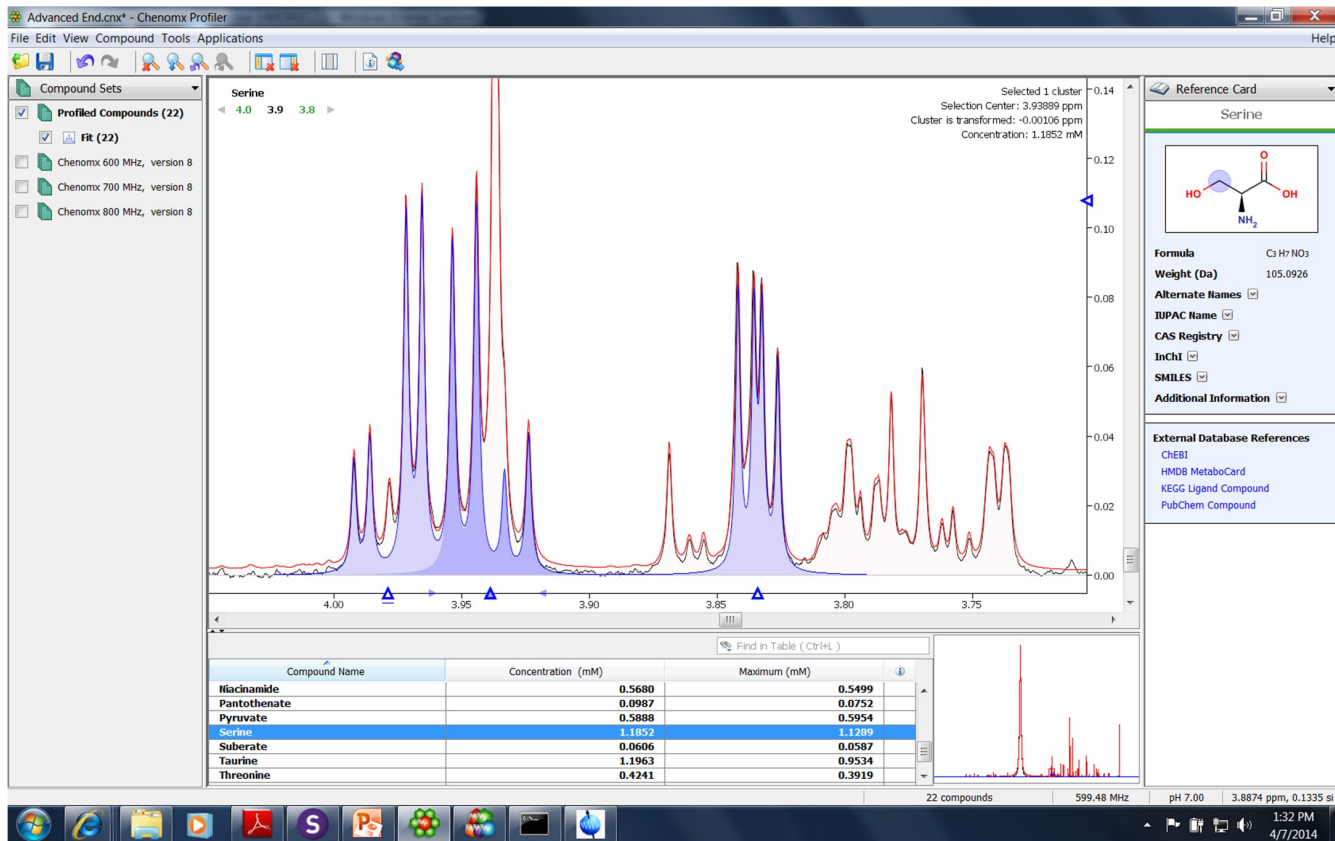 Advanced End.cnx* - Chenomx Profiler
File Edit View Compound Tools Applications Help
Compound Sets
Profiled Compounds (22)
Fit (22)
Chenomx 600 MHz, version 8
Chenomx 700 MHz, version 8
Chenomx 800 MHz, version 8
Serine
4.0 3.9 3.8
Selected 1 cluster
Selection Center: 3.93889 ppm
Cluster is transformed: -0.00106 ppm
Concentration: 1.1852 mM
0.14
0.12
0.10
0.08
0.06
0.04
0.02
0.00
4.00 3.95 3.90 3.85 3.80 3.75
Find in Table ( Ctrl+L )
Compound Name Concentration (mM) Maximum (mM)
Niacinamide 0.5680 0.5499
Pantothenate 0.0987 0.0752
Pyruvate 0.5888 0.5954
Serine 1.1852 1.1289
Suberate 0.0606 0.0587
Taurine 1.1963 0.9534
Threonine 0.4241 0.3919
Reference Card
Serine
O
HO OH
NH2
Formula C3 H7 NO3
Weight (Da) 105.0926
Alternate Names
IUPAC Name
CAS Registry
InChI
SMILES
Additional Information
External Database References
ChEBI
HMDB MetaboCard
KEGG Ligand Compound
PubChem Compound
22 compounds 599.48 MHz pH 7.00 3.8874 ppm, 0.1335 si
S
1:32 PM
4/7/2014